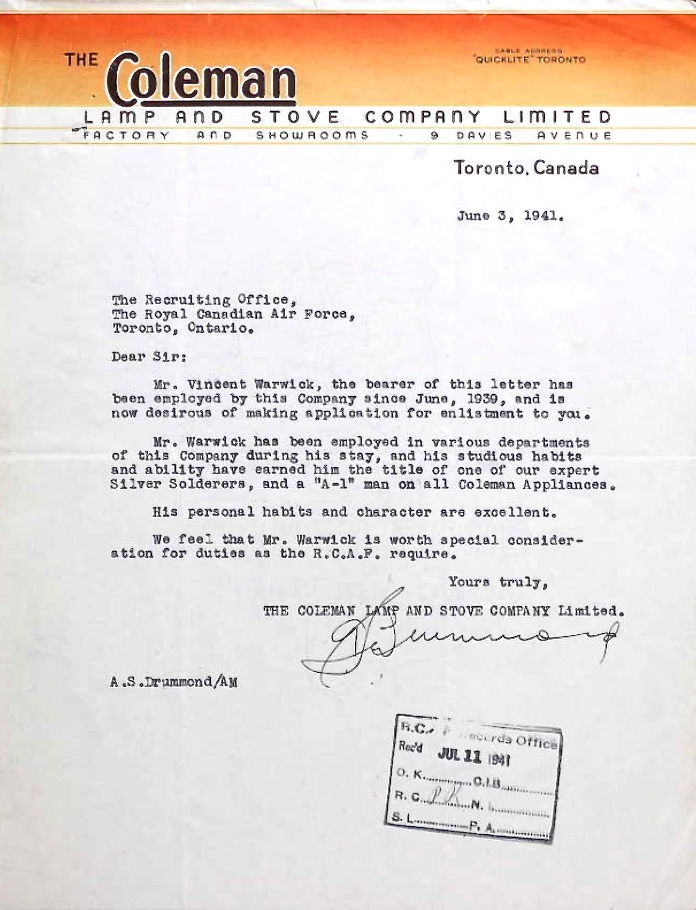 THE Coleman
CABLE ADDRESS
"QUICKLITE" TORONTO
LAMP AND STOVE COMPANY LIMITED
FACTORY AND SHOWROOMS · 9 DAVIES AVENUE
Toronto, Canada
June 3, 1941.
The Recruiting Office,
The Royal Canadian Air Force,
Toronto, Ontario.
Dear Sir:
Mr. Vincent Warwick, the bearer of this letter has
been employed by this Company since June, 1939, and is
now desirous of making application for enlistment to you.
Mr. Warwick has been employed in various departments
of this Company during his stay, and his studious habits
and ability have earned him the title of one of our expert
Silver Solderers, and a "A-1" man on all Coleman Appliances.
His personal habits and character are excellent.
We feel that Mr. Warwick is worth special consider-
ation for duties as the R.C.A.F. require.
Yours truly,
THE COLEMAN LAMP AND STOVE COMPANY Limited.
A.S.Drummond/AM
R.C. Records Office
Rec'd JUL 11 1941
O. K. C.I.B.
R. C. N.
S. L. P. A.